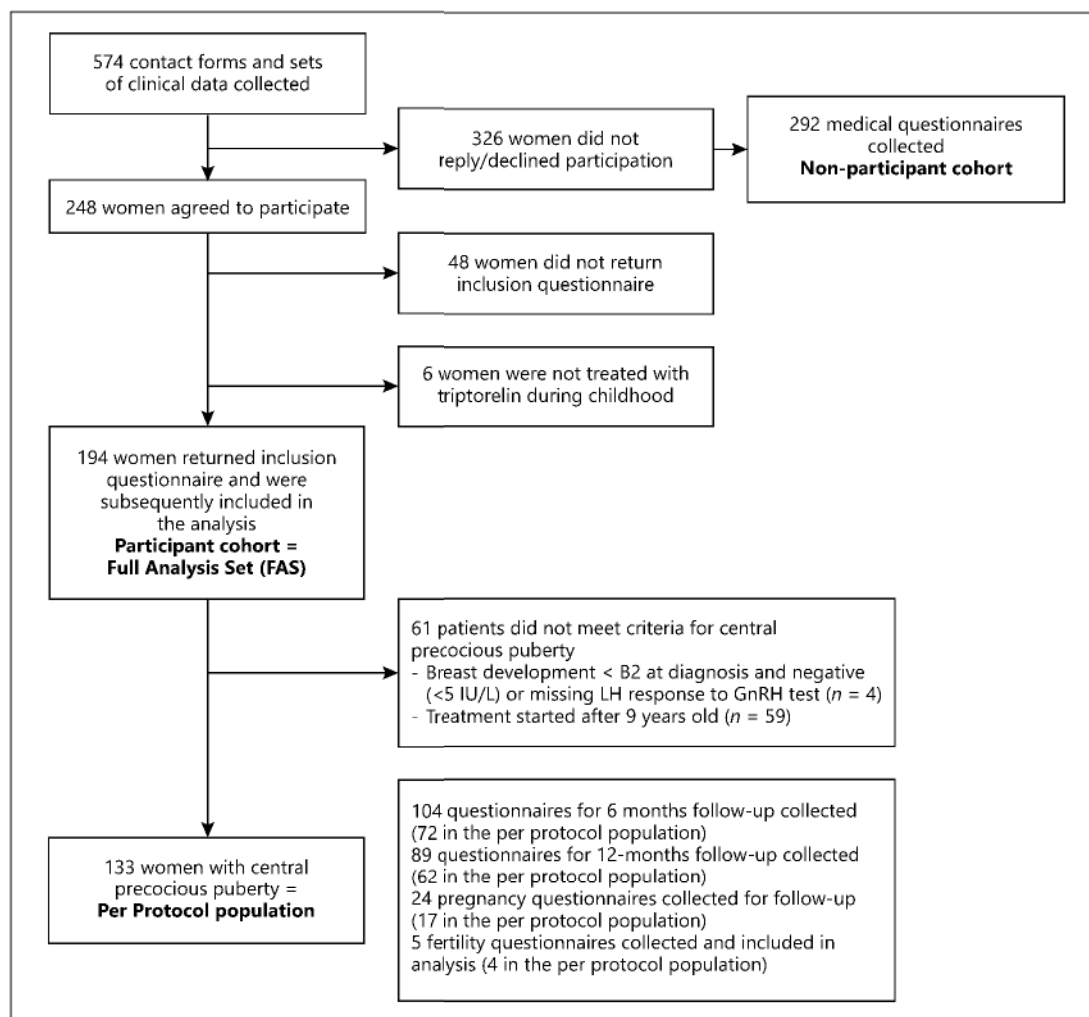 574 contact forms and sets
of clinical data collected
326 women did not
reply/declined participation
292 medical questionnaires
collected
Non-participant cohort
248 women agreed to participate
48 women did not return
inclusion questionnaire
6 women were not treated with
triptorelin during childhood
194 women returned inclusion
questionnaire and were
subsequently included in
the analysis
Participant cohort =
Full Analysis Set (FAS)
61 patients did not meet criteria for central
precocious puberty
- Breast development < B2 at diagnosis and negative
(<5 IU/L) or missing LH response to GnRH test (n = 4)
- Treatment started after 9 years old (n = 59)
133 women with central
precocious puberty =
Per Protocol population
104 questionnaires for 6 months follow-up collected
(72 in the per protocol population)
89 questionnaires for 12-months follow-up collected
(62 in the per protocol population)
24 pregnancy questionnaires collected for follow-up
(17 in the per protocol population)
5 fertility questionnaires collected and included in
analysis (4 in the per protocol population)